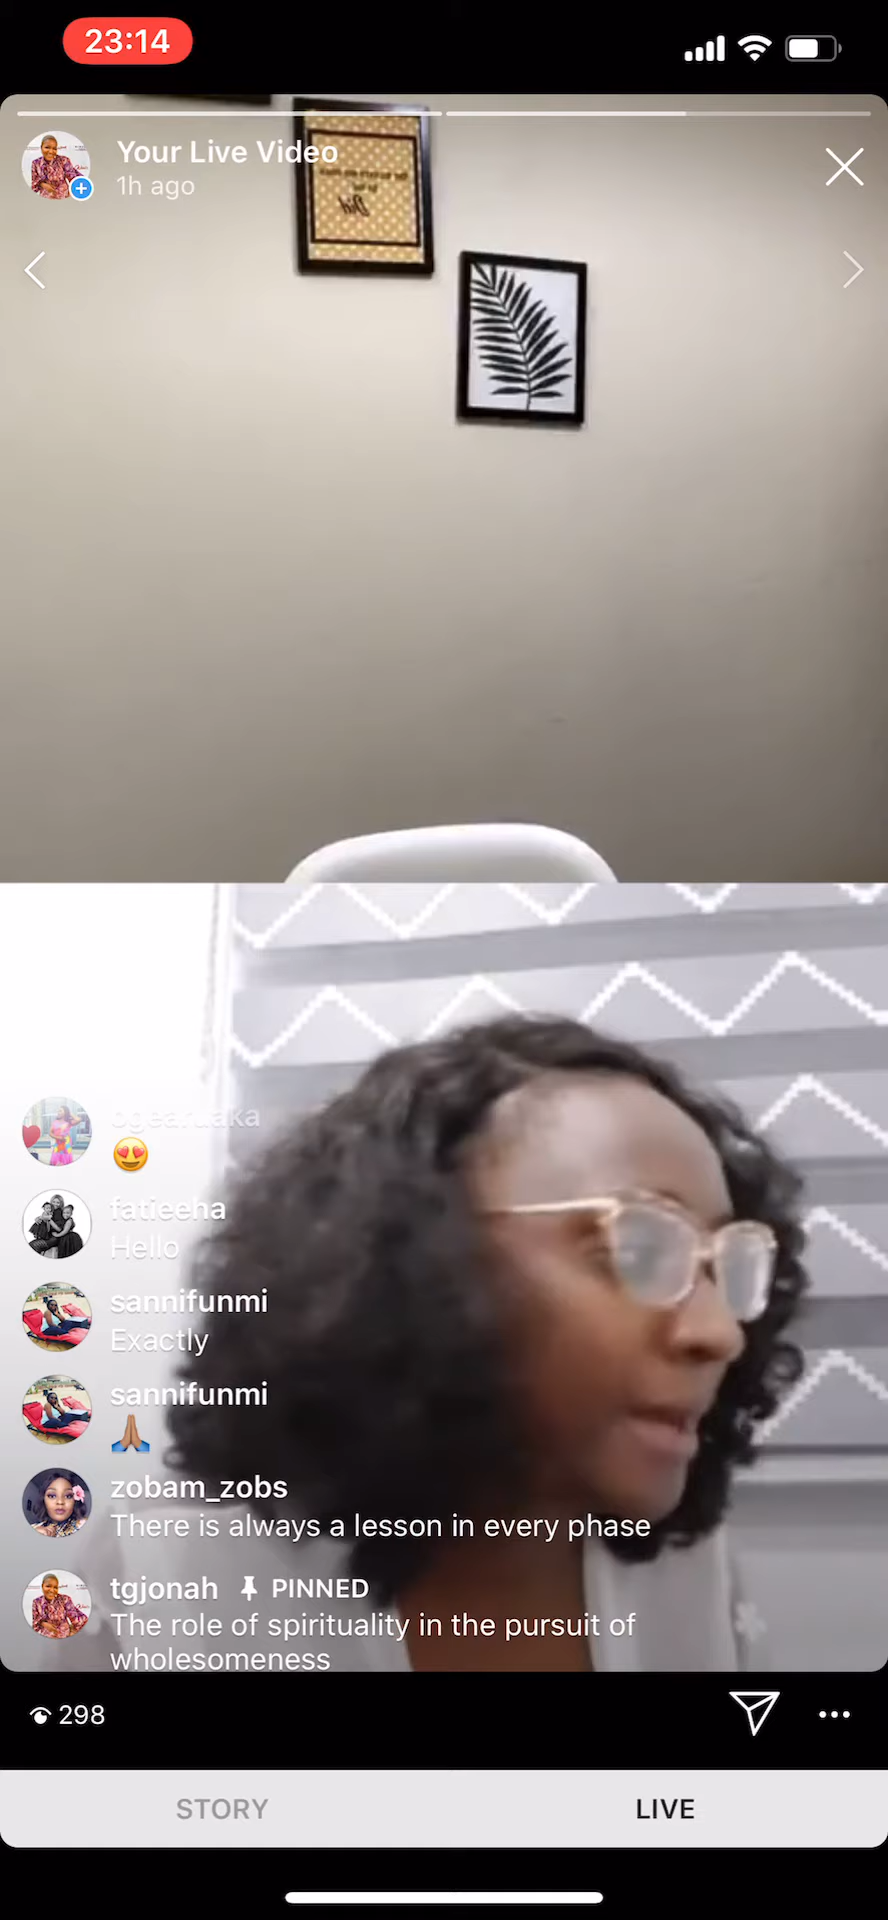 23:14
Your Live Video
1h ago
Did
fatieeha
Hello
sannifunmi
Exactly
sannifunmi
zobam_zobs
There is always a lesson in every phase
tgjonah PINNED
The role of spirituality in the pursuit of
wholesomeness
298
STORY
LIVE